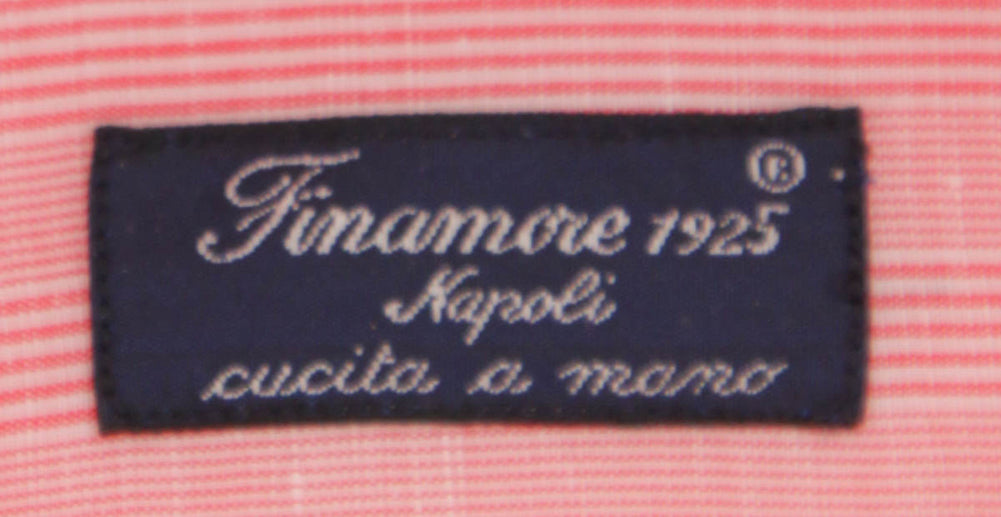 Finamore 1925 ®
Napoli
cucita a mano